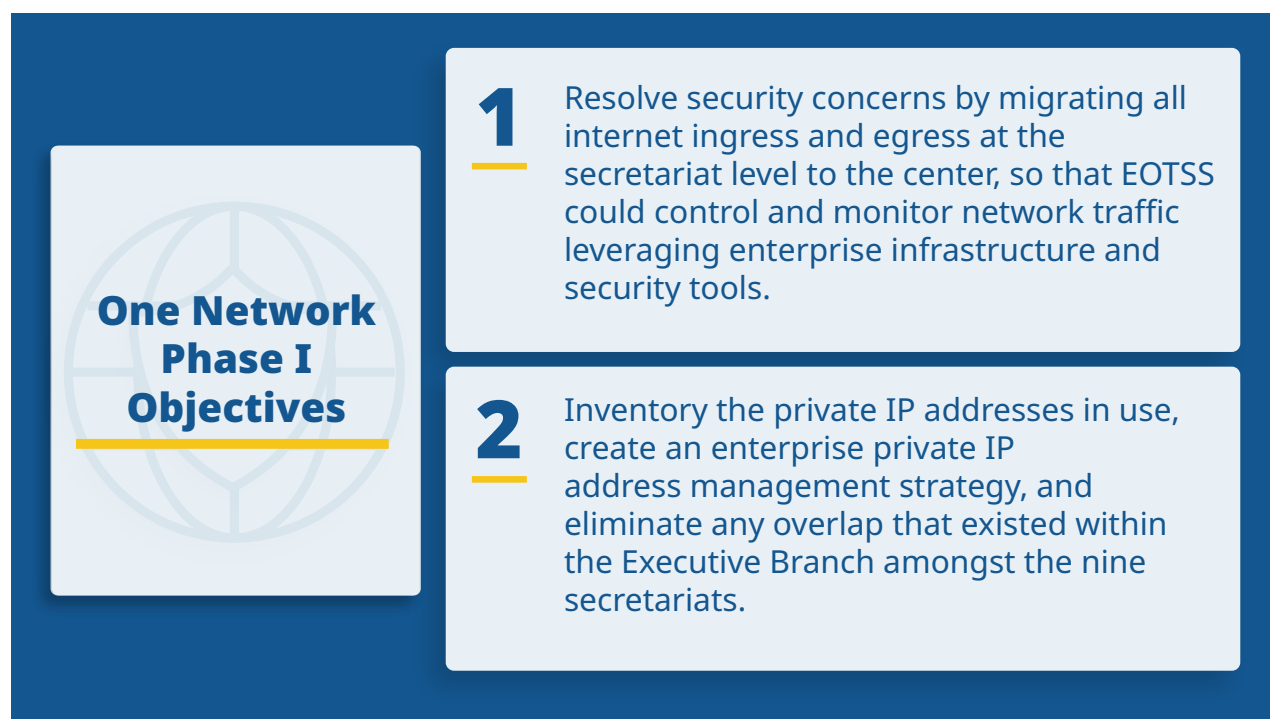 One Network
Phase I
Objectives
1
Resolve security concerns by migrating all
internet ingress and egress at the
secretariat level to the center, so that EOTSS
could control and monitor network traffic
leveraging enterprise infrastructure and
security tools.
2
Inventory the private IP addresses in use,
create an enterprise private IP
address management strategy, and
eliminate any overlap that existed within
the Executive Branch amongst the nine
secretariats.